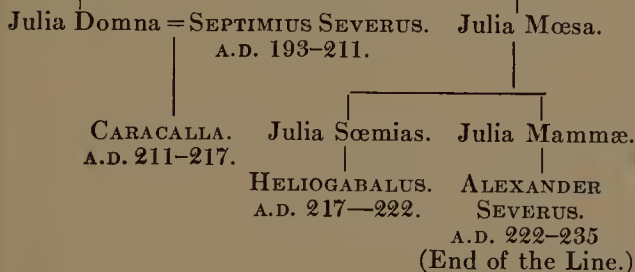 Julia Domna = SEPTIMIUS SEVERUS. Julia Mœsa.
A.D. 193–211.
CARACALLA. Julia Sœmias. Julia Mammæ.
A.D. 211–217.
HELIOGABALUS. ALEXANDER
A.D. 217—222. SEVERUS.
A.D. 222–235
(End of the Line.)